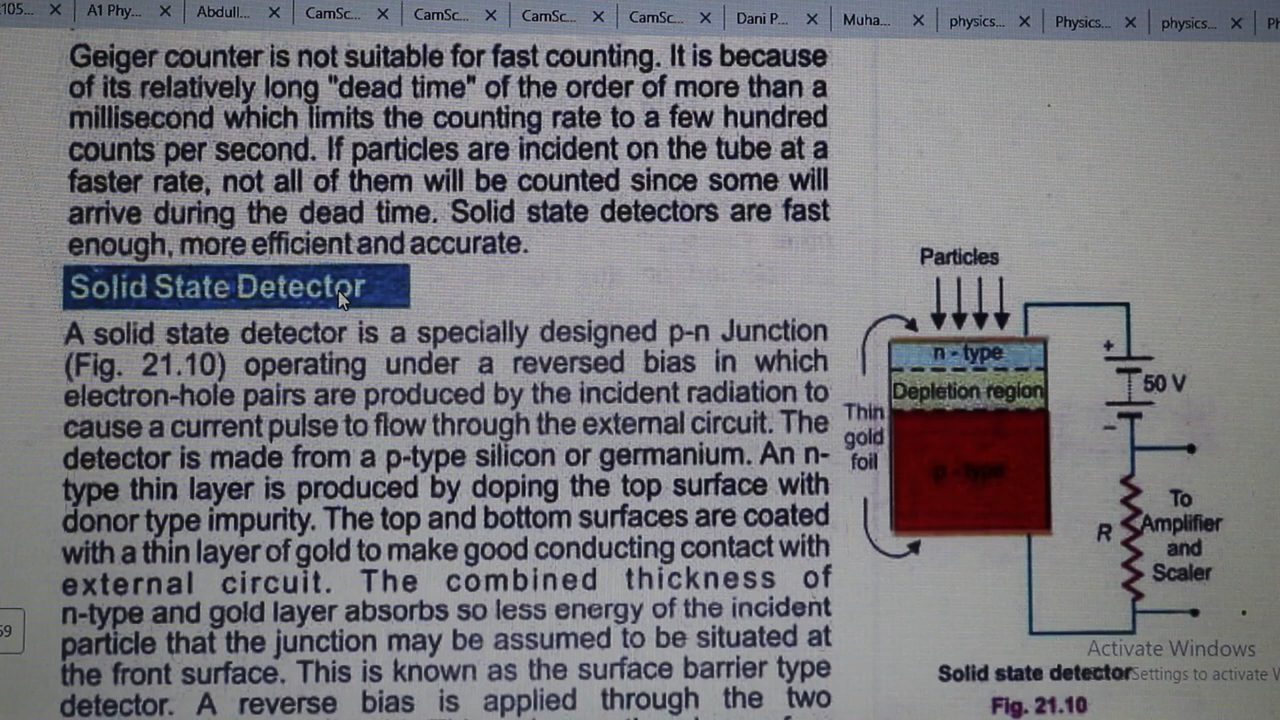 105...
A1 Phy...
Abdull...
CamSc...
CamSc...
CamSc...
CamSc...
Dani P...
Muha...
physics...
Physics...
physics...
Geiger counter is not suitable for fast counting. It is because
of its relatively long "dead time" of the order of more than a
millisecond which limits the counting rate to a few hundred
counts per second. If particles are incident on the tube at a
faster rate, not all of them will be counted since some will
arrive during the dead time. Solid state detectors are fast
enough, more efficient and accurate.
Solid State Detector
A solid state detector is a specially designed p-n Junction
(Fig. 21.10) operating under a reversed bias in which
electron-hole pairs are produced by the incident radiation to
cause a current pulse to flow through the external circuit. The
detector is made from a p-type silicon or germanium. An n-
type thin layer is produced by doping the top surface with
donor type impurity. The top and bottom surfaces are coated
with a thin layer of gold to make good conducting contact with
external circuit. The combined thickness of
n-type and gold layer absorbs so less energy of the incident
particle that the junction may be assumed to be situated at
the front surface. This is known as the surface barrier type
detector. A reverse bias is applied through the two
59
Particles
n - type
Depletion region
p - type
Thin
gold
foil
+
50 V
−
R
To
Amplifier
and
Scaler
Solid state detector
Fig. 21.10
Activate Windows
Settings to activate